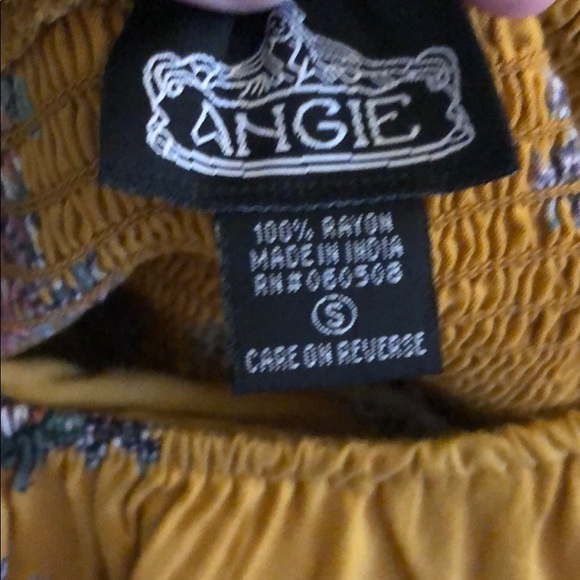 ANGIE
100% RAYON
MADE IN INDIA
RN# 060508
S
CARE ON REVERSE